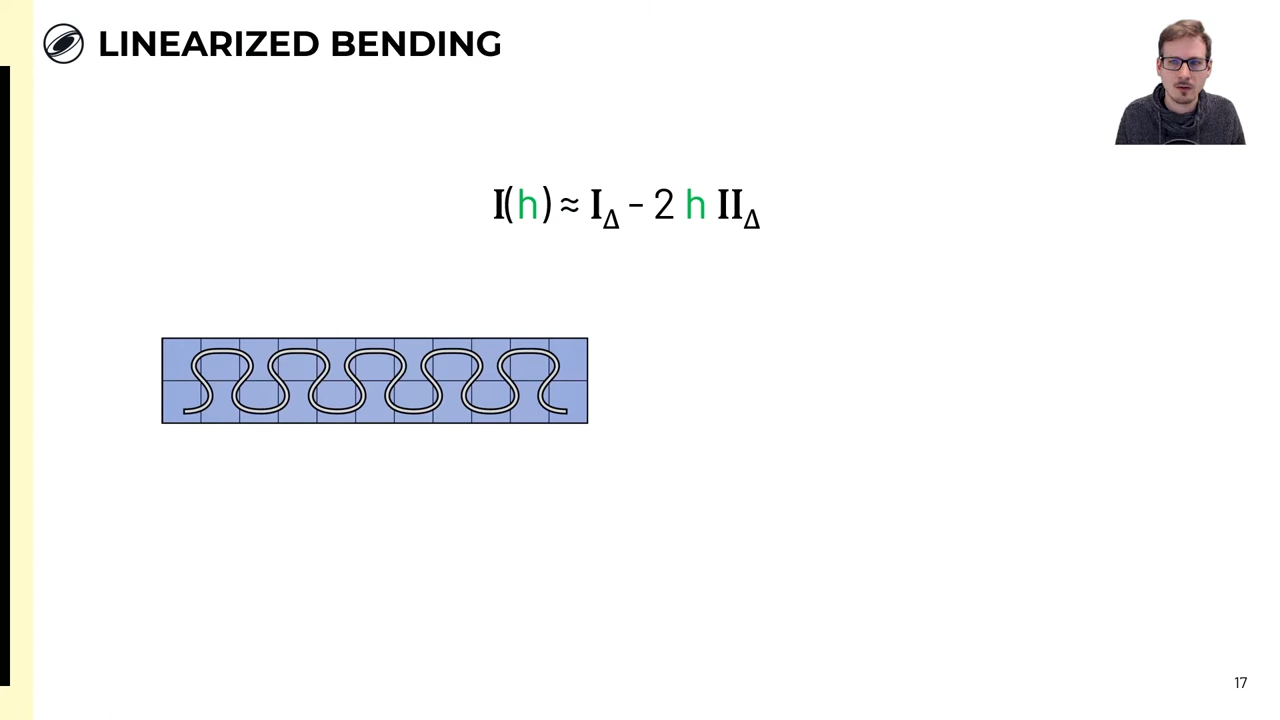 LINEARIZED BENDING
I(h) ≈ I_Δ - 2 h II_Δ
17